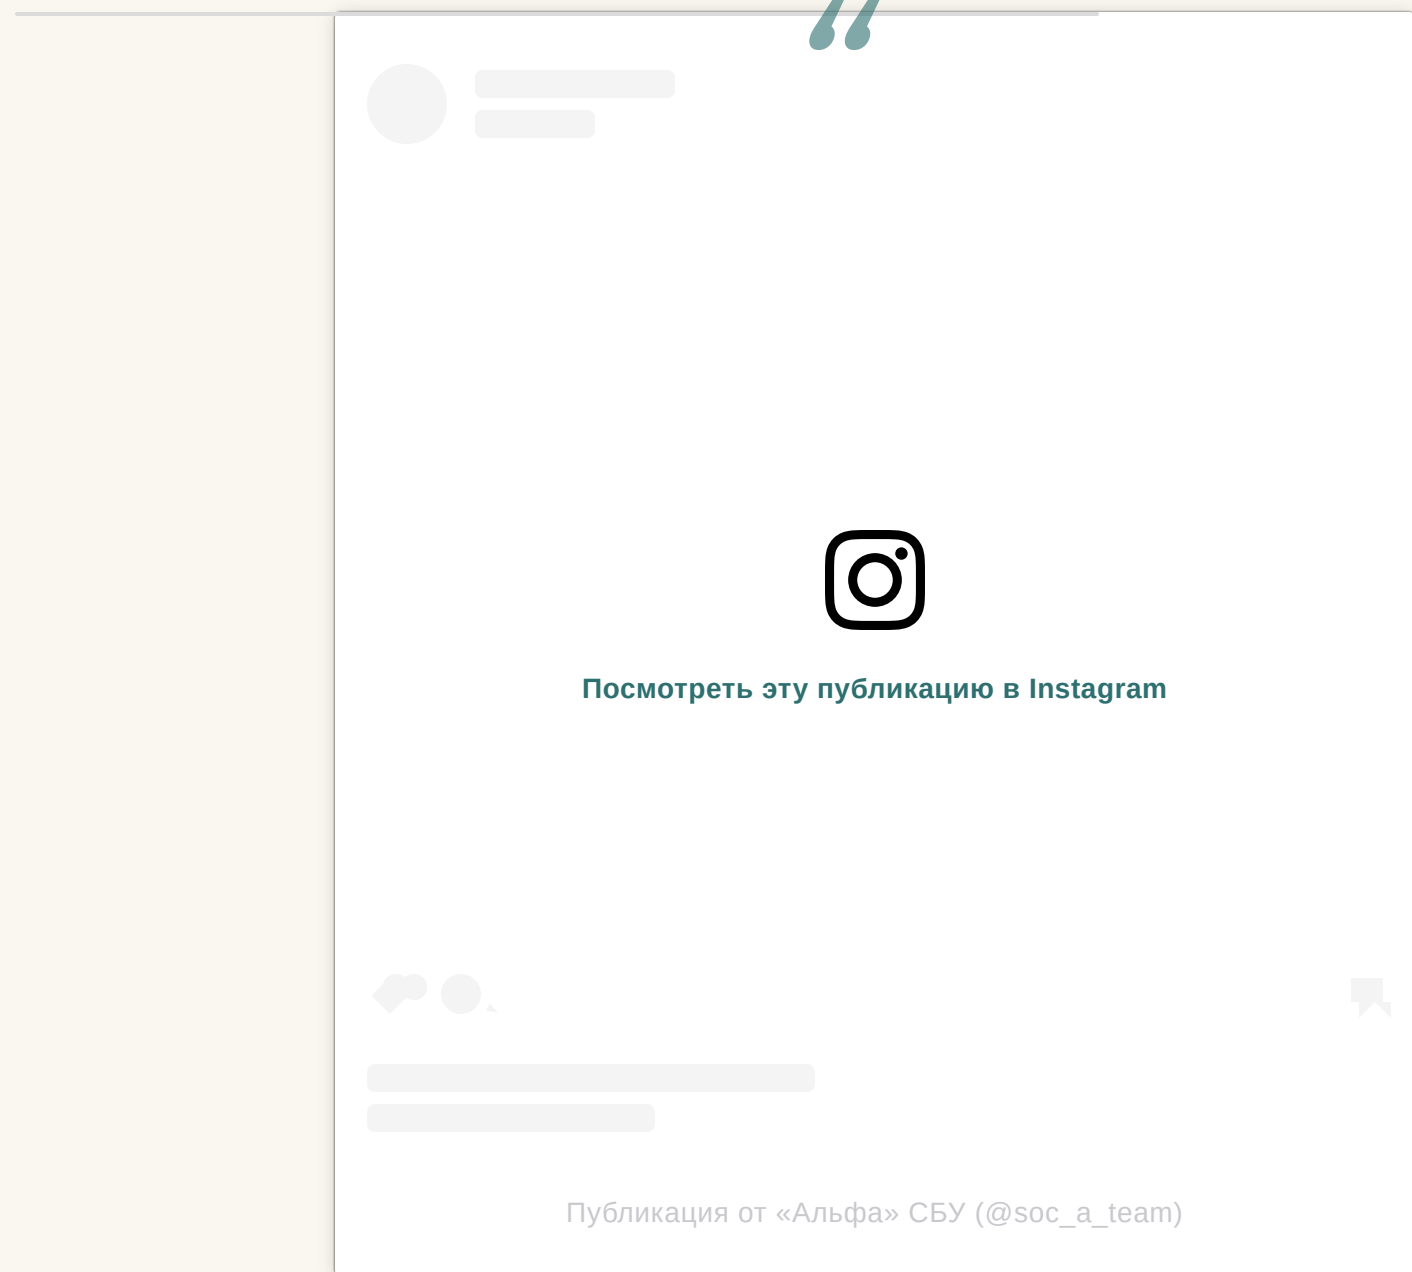 “
Посмотреть эту публикацию в Instagram
Публикация от «Альфа» СБУ (@soc_a_team)